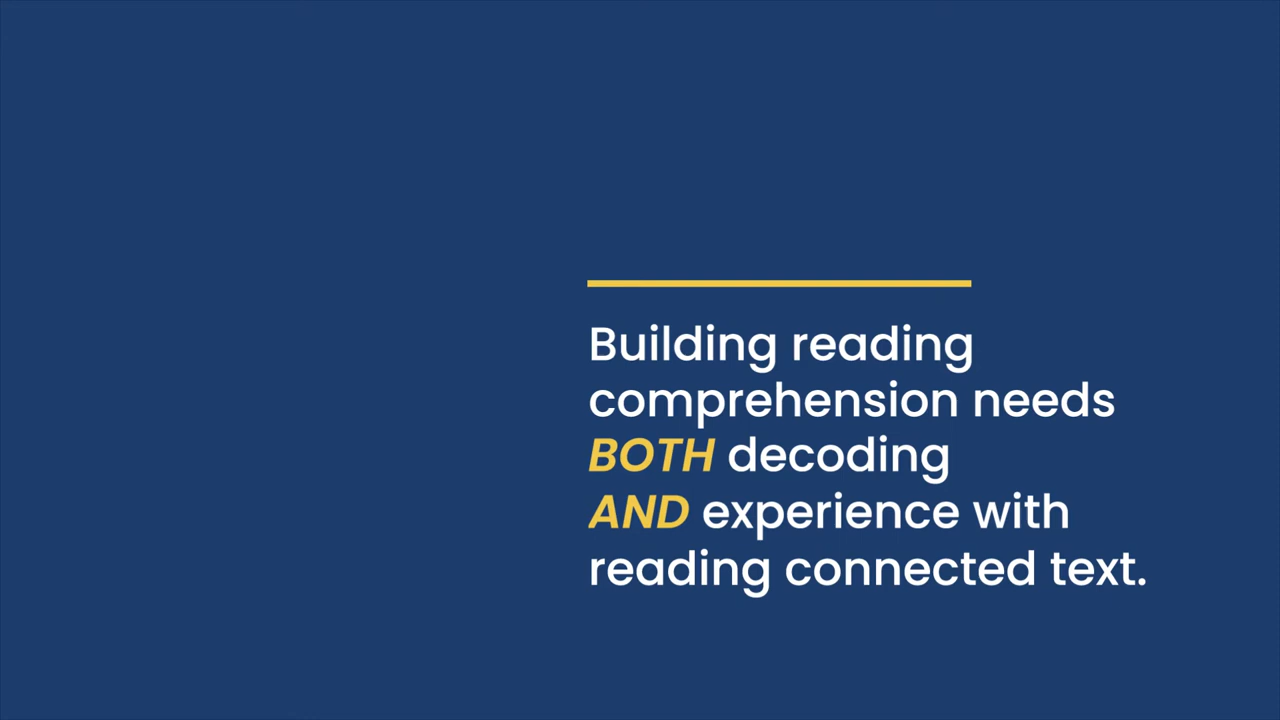 Building reading
comprehension needs
BOTH decoding
AND experience with
reading connected text.